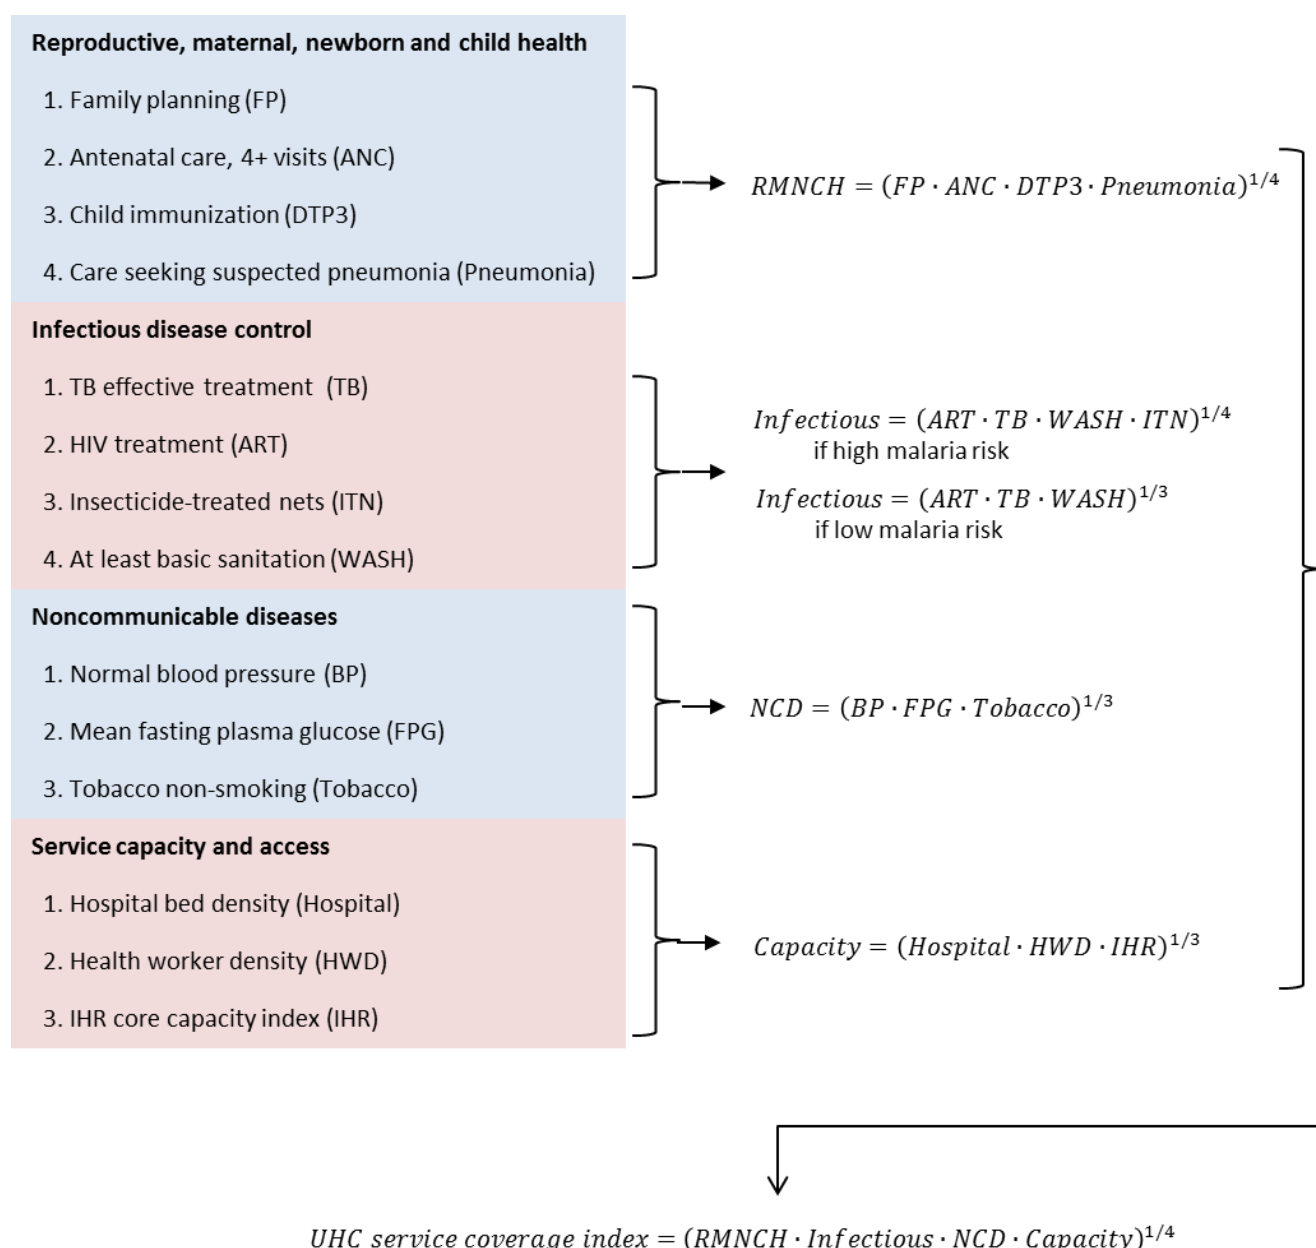 Reproductive, maternal, newborn and child health
1. Family planning (FP)
2. Antenatal care, 4+ visits (ANC)
3. Child immunization (DTP3)
4. Care seeking suspected pneumonia (Pneumonia)
RMNCH = (FP · ANC · DTP3 · Pneumonia)^1/4
Infectious disease control
1. TB effective treatment (TB)
2. HIV treatment (ART)
3. Insecticide-treated nets (ITN)
4. At least basic sanitation (WASH)
Infectious = (ART · TB · WASH · ITN)^1/4
if high malaria risk
Infectious = (ART · TB · WASH)^1/3
if low malaria risk
Noncommunicable diseases
1. Normal blood pressure (BP)
2. Mean fasting plasma glucose (FPG)
3. Tobacco non-smoking (Tobacco)
NCD = (BP · FPG · Tobacco)^1/3
Service capacity and access
1. Hospital bed density (Hospital)
2. Health worker density (HWD)
3. IHR core capacity index (IHR)
Capacity = (Hospital · HWD · IHR)^1/3
UHC service coverage index = (RMNCH · Infectious · NCD · Capacity)^1/4